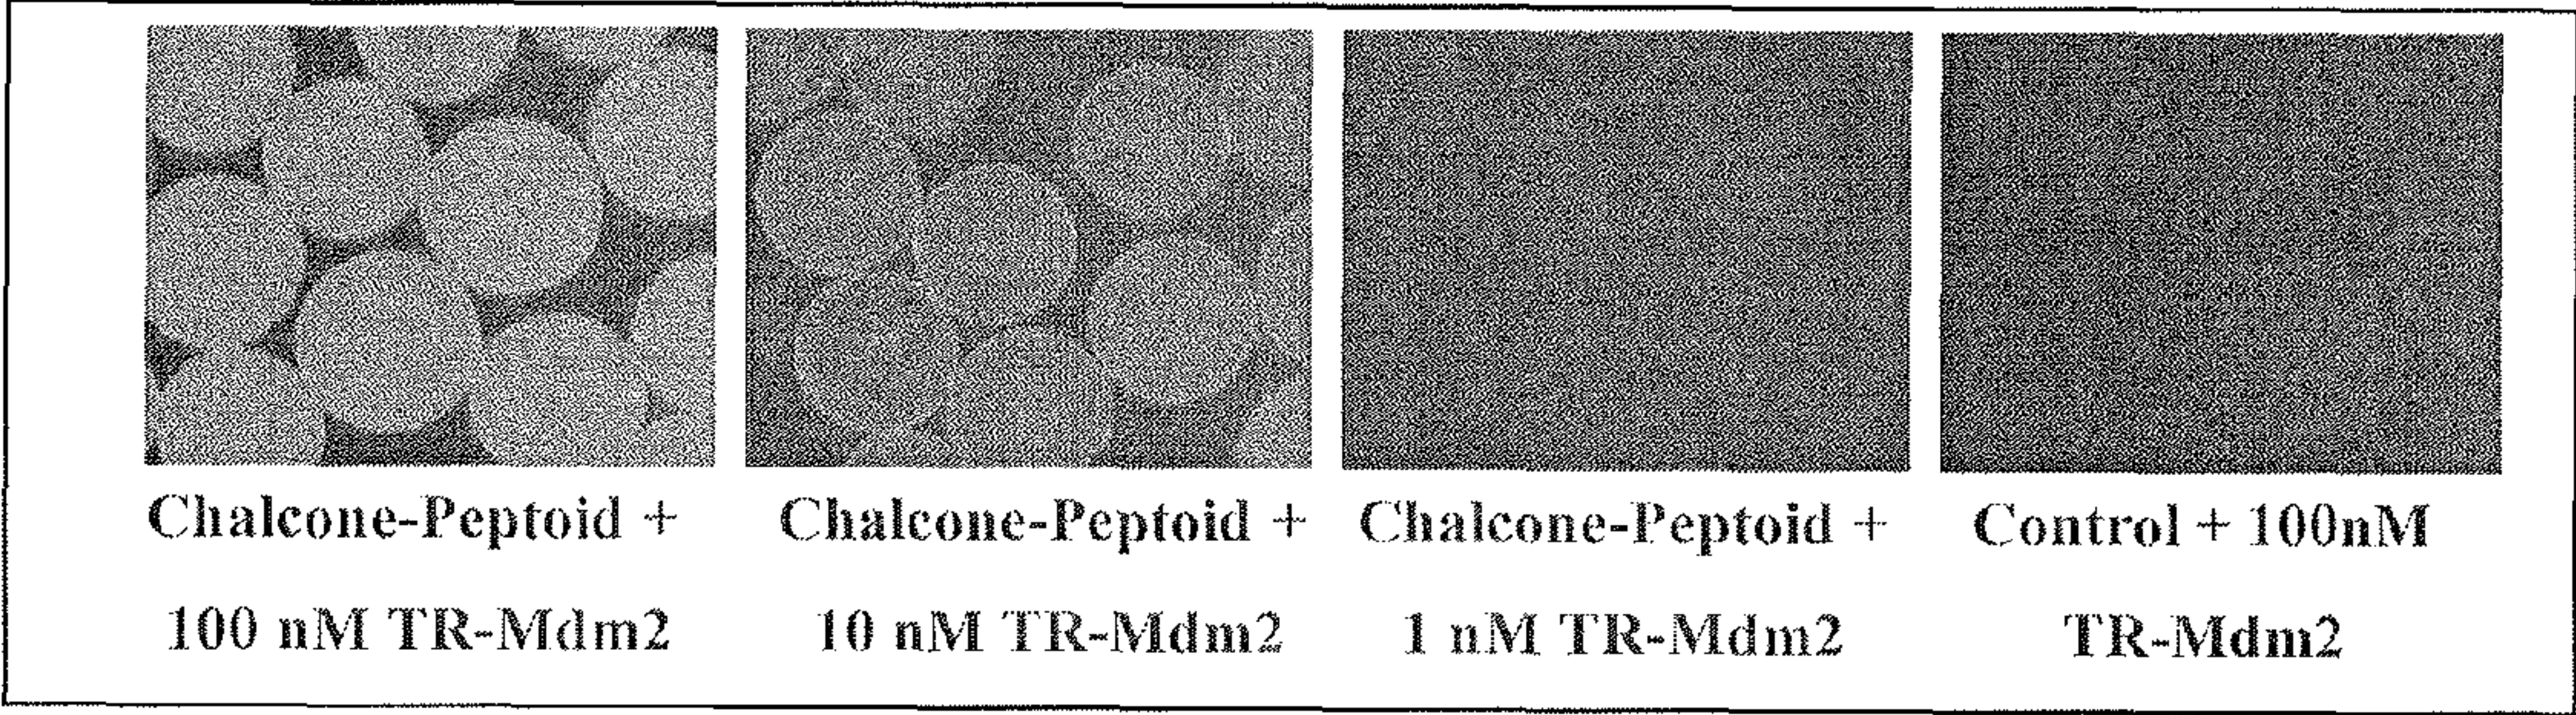 Chalcone-Peptoid +
100 nM TR-Mdm2
Chalcone-Peptoid +
10 nM TR-Mdm2
Chalcone-Peptoid +
1 nM TR-Mdm2
Control + 100nM
TR-Mdm2